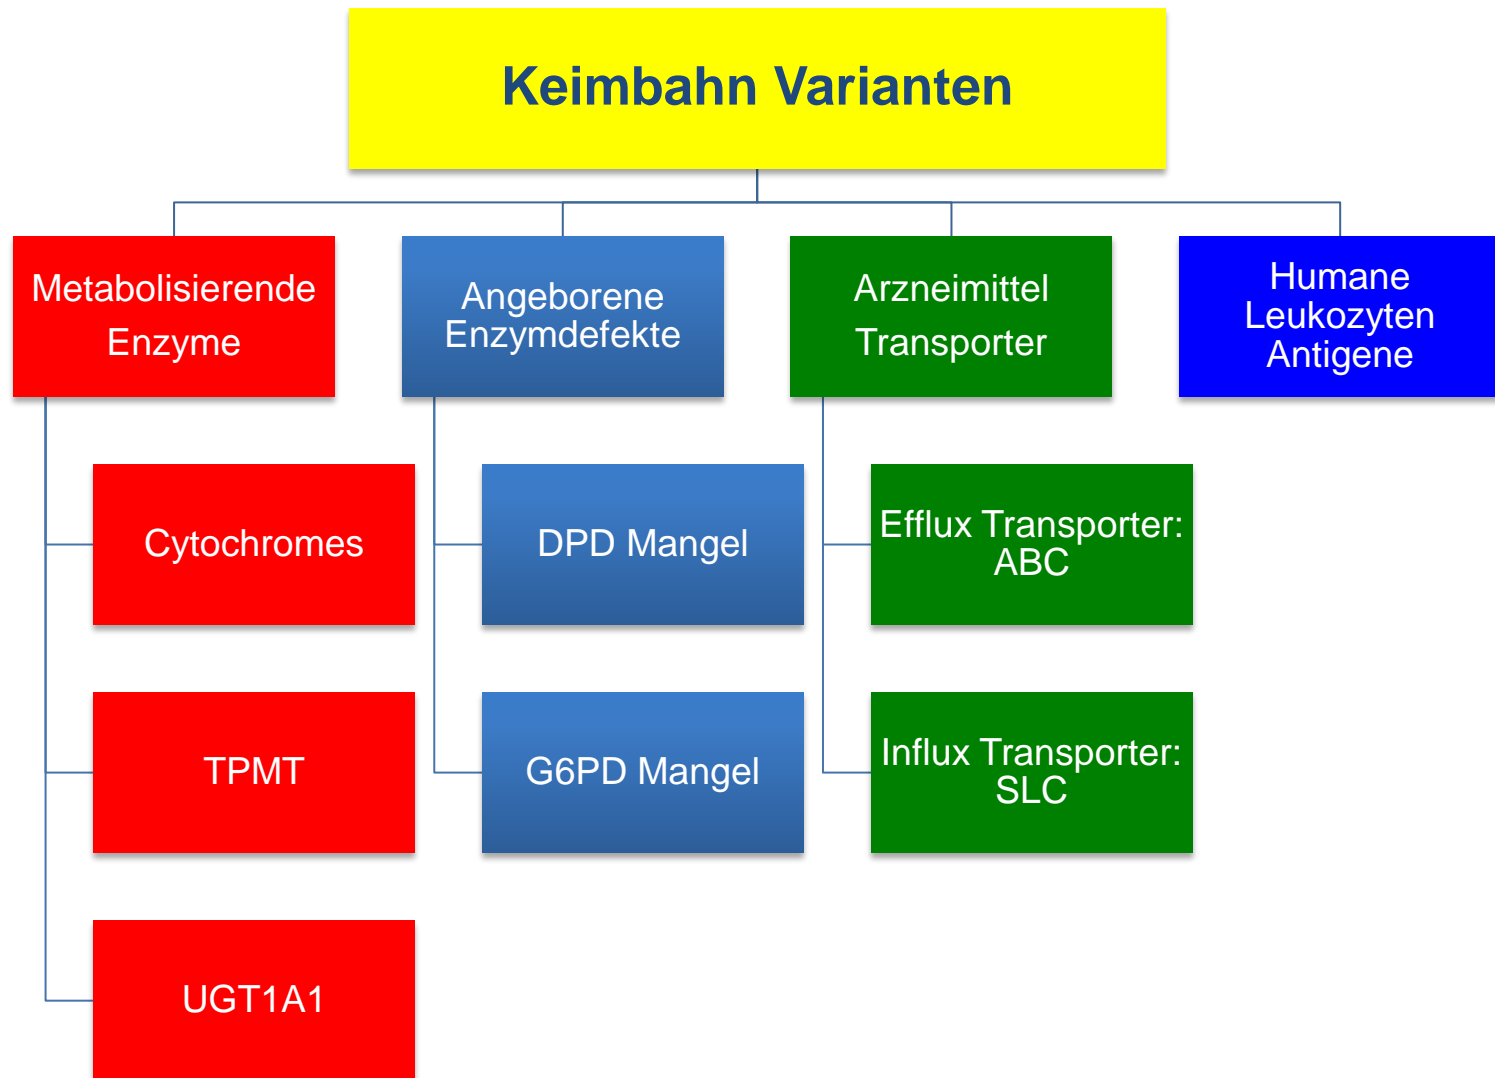 Keimbahn Varianten
Metabolisierende
Enzyme
Angeborene
Enzymdefekte
Arzneimittel
Transporter
Humane
Leukozyten
Antigene
Cytochromes
DPD Mangel
Efflux Transporter:
ABC
TPMT
G6PD Mangel
Influx Transporter:
SLC
UGT1A1